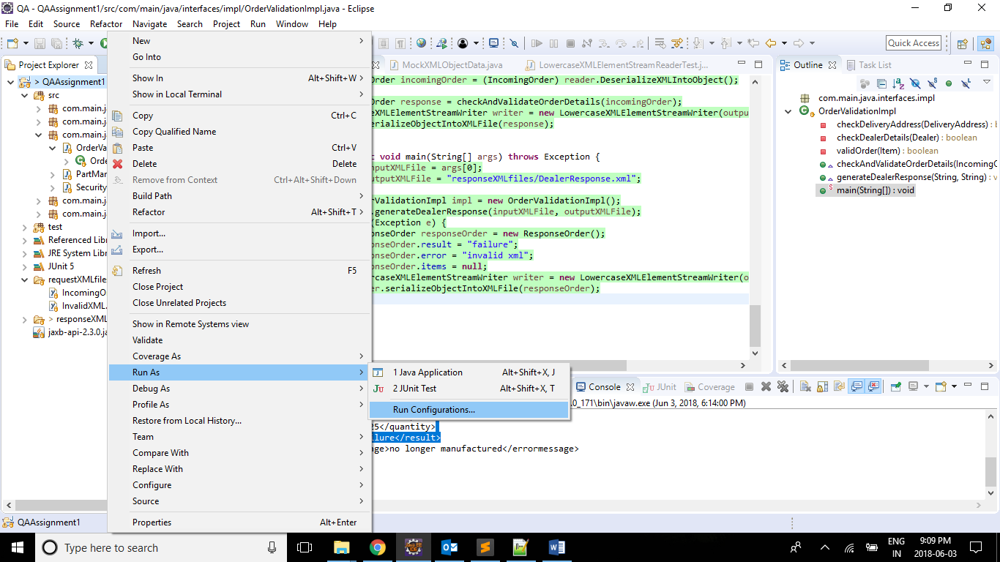 QA - QAAssignment1/src/com/main/java/interfaces/impl/OrderValidationImpl.java - Eclipse
File Edit Source Refactor Navigate Search Project Run Window Help
Quick Access
Project Explorer
> QAAssignment1
src
com.main.j
com.main.j
com.main.j
OrderVa
Orde
PartMar
Security
com.main.j
com.main.j
test
Referenced Libr
JRE System Libr
JUnit 5
requestXMLfile
IncomingO
InvalidXML.
> responseXML
jaxb-api-2.3.0.ja
New
Go Into
Show In Alt+Shift+W >
Show in Local Terminal
Copy Ctrl+C
Copy Qualified Name
Paste Ctrl+V
Delete Delete
Remove from Context Ctrl+Alt+Shift+Down
Build Path
Refactor Alt+Shift+T >
Import...
Export...
Refresh F5
Close Project
Close Unrelated Projects
Show in Remote Systems view
Validate
Coverage As
Run As
Debug As
Profile As
Restore from Local History...
Team
Compare With
Replace With
Configure
Source
Properties Alt+Enter
1 Java Application Alt+Shift+X, J
2 JUnit Test Alt+Shift+X, T
Run Configurations...
MockXMLObjectData.java
LowercaseXMLElementStreamReaderTest.j...
Order incomingOrder = (IncomingOrder) reader.DeserializeXMLIntoObject();
Order response = checkAndValidateOrderDetails(incomingOrder);
eXMLElementStreamWriter writer = new LowercaseXMLElementStreamWriter(outpu
erializeObjectIntoXMLFile(response);
c void main(String[] args) throws Exception {
nputXMLFile = args[0];
utputXMLFile = "responseXMLfiles/DealerResponse.xml";
rValidationImpl impl = new OrderValidationImpl();
.generateDealerResponse(inputXMLFile, outputXMLFile);
(Exception e) {
onseOrder responseOrder = new ResponseOrder();
onseOrder.result = "failure";
onseOrder.error = "invalid xml";
onseOrder.items = null;
rcaseXMLElementStreamWriter writer = new LowercaseXMLElementStreamWriter(o
er.serializeObjectIntoXMLFile(responseOrder);
Outline Task List
com.main.java.interfaces.impl
OrderValidationImpl
checkDeliveryAddress(DeliveryAddress) : b
checkDealerDetails(Dealer) : boolean
validOrder(Item) : boolean
checkAndValidateOrderDetails(IncomingO
generateDealerResponse(String, String) : v
main(String[]) : void
Console JUnit Coverage
.0_171\bin\javaw.exe (Jun 3, 2018, 6:14:00 PM)
25</quantity>
ilure</result>
age>no longer manufactured</errormessage>
QAAssignment1
Type here to search
ENG
IN
9:09 PM
2018-06-03